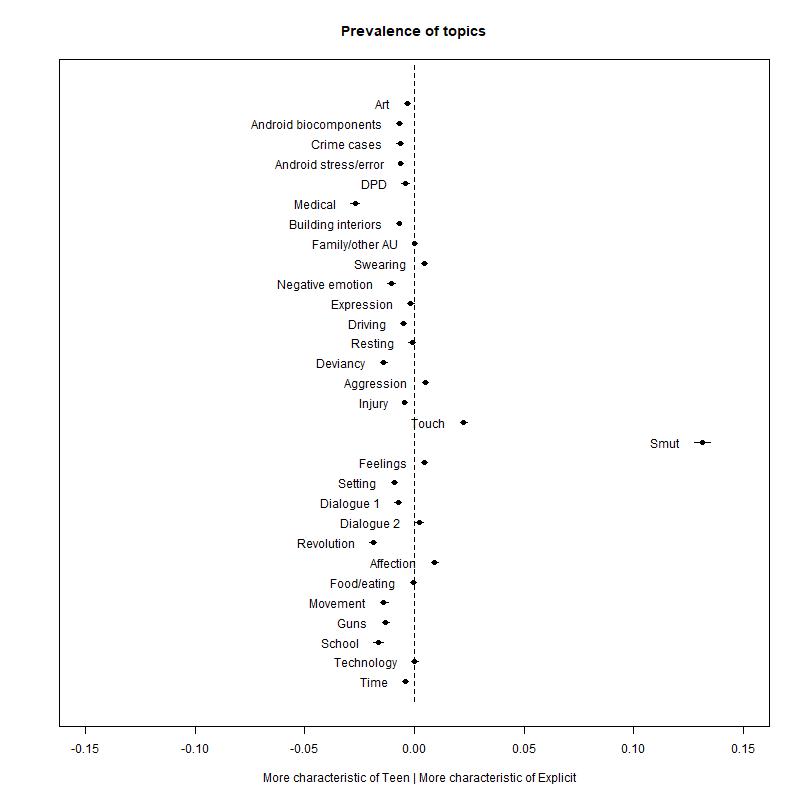 Prevalence of topics
Art
Android biocomponents
Crime cases
Android stress/error
DPD
Medical
Building interiors
Family/other AU
Swearing
Negative emotion
Expression
Driving
Resting
Deviancy
Aggression
Injury
Touch
Smut
Feelings
Setting
Dialogue 1
Dialogue 2
Revolution
Affection
Food/eating
Movement
Guns
School
Technology
Time
-0.15 -0.10 -0.05 0.00 0.05 0.10 0.15
More characteristic of Teen | More characteristic of Explicit